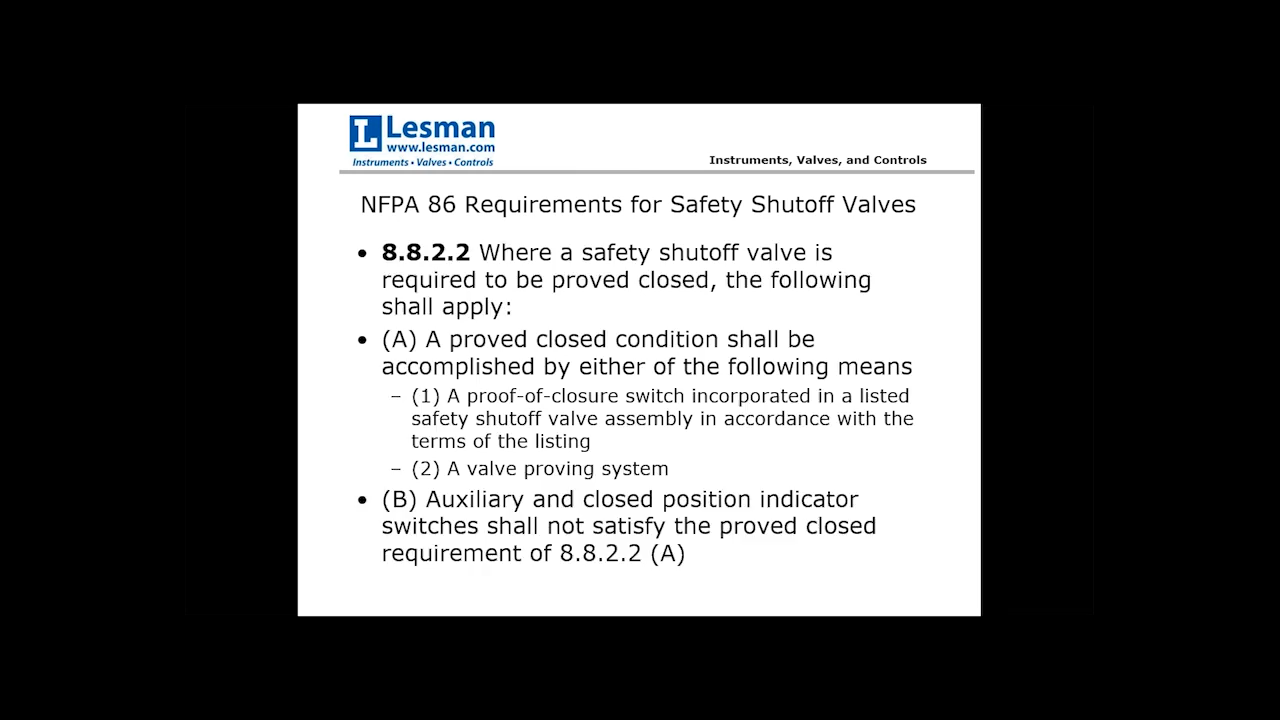 L Lesman
www.lesman.com
Instruments • Valves • Controls
Instruments, Valves, and Controls
NFPA 86 Requirements for Safety Shutoff Valves
• 8.8.2.2 Where a safety shutoff valve is
required to be proved closed, the following
shall apply:
• (A) A proved closed condition shall be
accomplished by either of the following means
– (1) A proof-of-closure switch incorporated in a listed
safety shutoff valve assembly in accordance with the
terms of the listing
– (2) A valve proving system
• (B) Auxiliary and closed position indicator
switches shall not satisfy the proved closed
requirement of 8.8.2.2 (A)